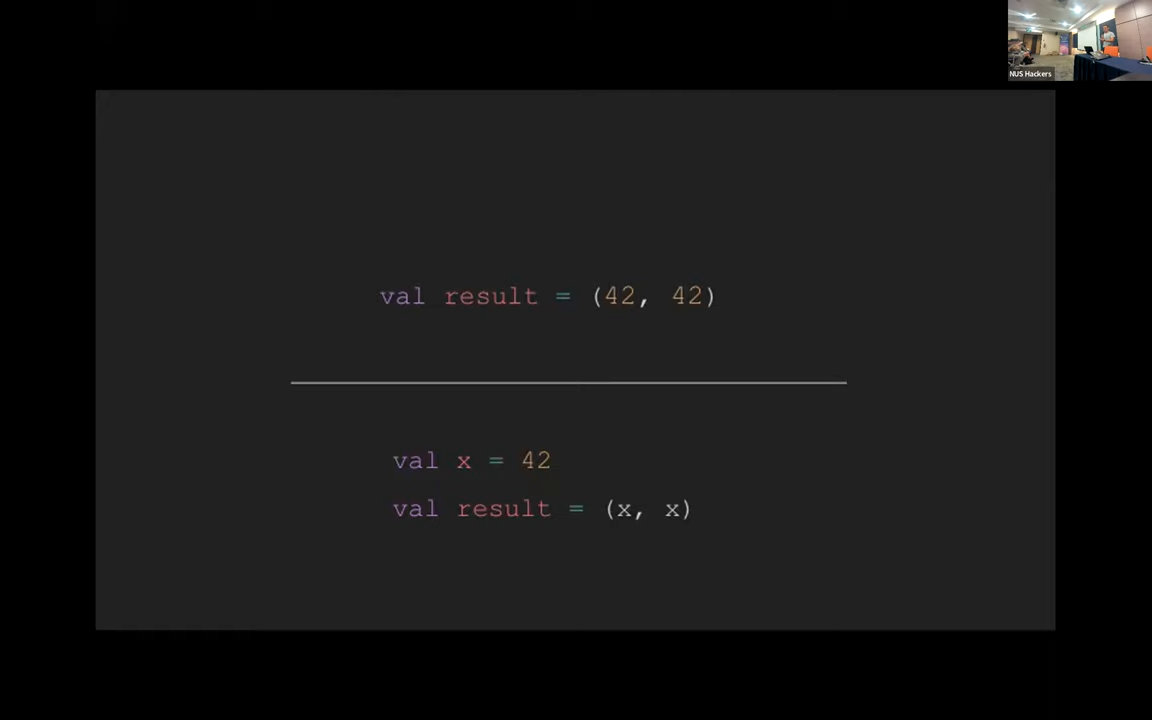 NUS Hackers
val result = (42, 42)
val x = 42
val result = (x, x)